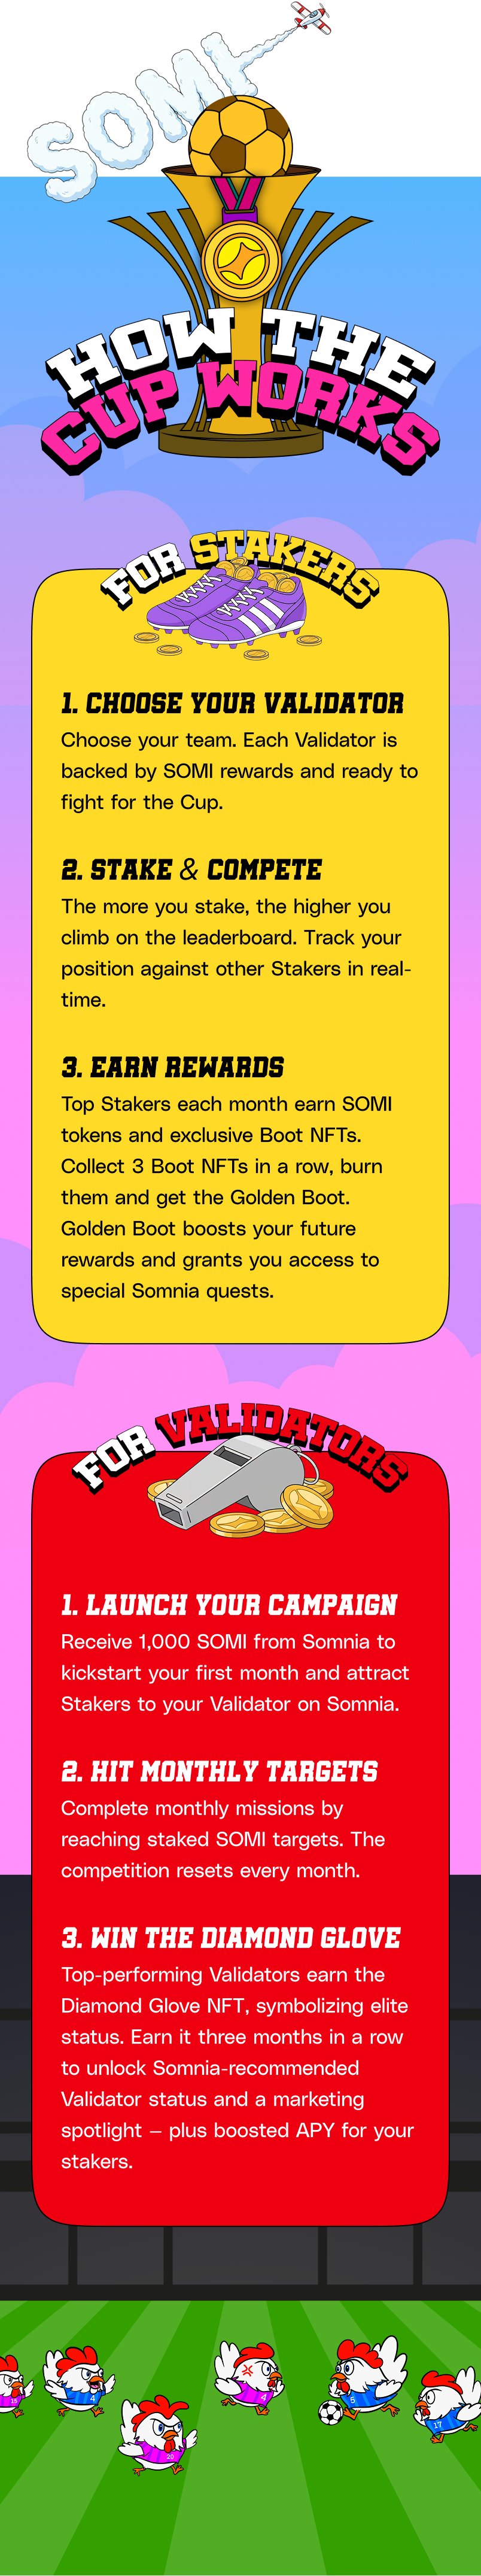 SOMI
HOW THE
CUP WORKS
FOR STAKERS
1. CHOOSE YOUR VALIDATOR
Choose your team. Each Validator is
backed by SOMI rewards and ready to
fight for the Cup.
2. STAKE & COMPETE
The more you stake, the higher you
climb on the leaderboard. Track your
position against other Stakers in real-
time.
3. EARN REWARDS
Top Stakers each month earn SOMI
tokens and exclusive Boot NFTs.
Collect 3 Boot NFTs in a row, burn
them and get the Golden Boot.
Golden Boot boosts your future
rewards and grants you access to
special Somnia quests.
FOR VALIDATORS
1. LAUNCH YOUR CAMPAIGN
Receive 1,000 SOMI from Somnia to
kickstart your first month and attract
Stakers to your Validator on Somnia.
2. HIT MONTHLY TARGETS
Complete monthly missions by
reaching staked SOMI targets. The
competition resets every month.
3. WIN THE DIAMOND GLOVE
Top-performing Validators earn the
Diamond Glove NFT, symbolizing elite
status. Earn it three months in a row
to unlock Somnia-recommended
Validator status and a marketing
spotlight – plus boosted APY for your
stakers.
15
4
20
4
5
17